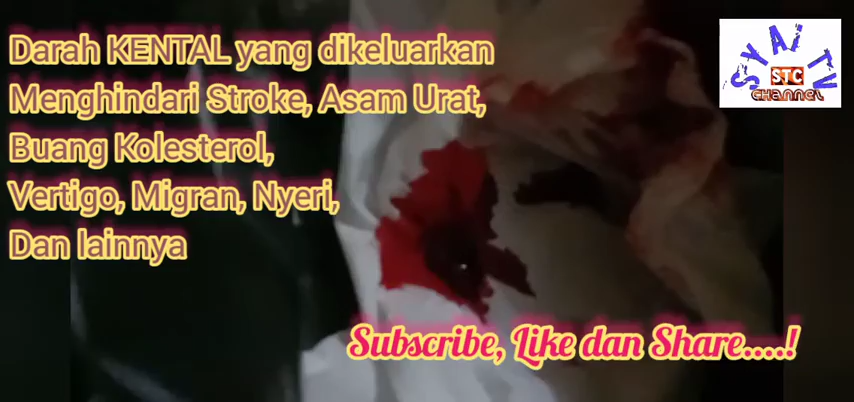 Darah KENTAL yang dikeluarkan
Menghindari Stroke, Asam Urat,
Buang Kolesterol,
Vertigo, Migran, Nyeri,
Dan lainnya
SYAi TV
STC
CHANNEL
Subscribe, Like dan Share....!